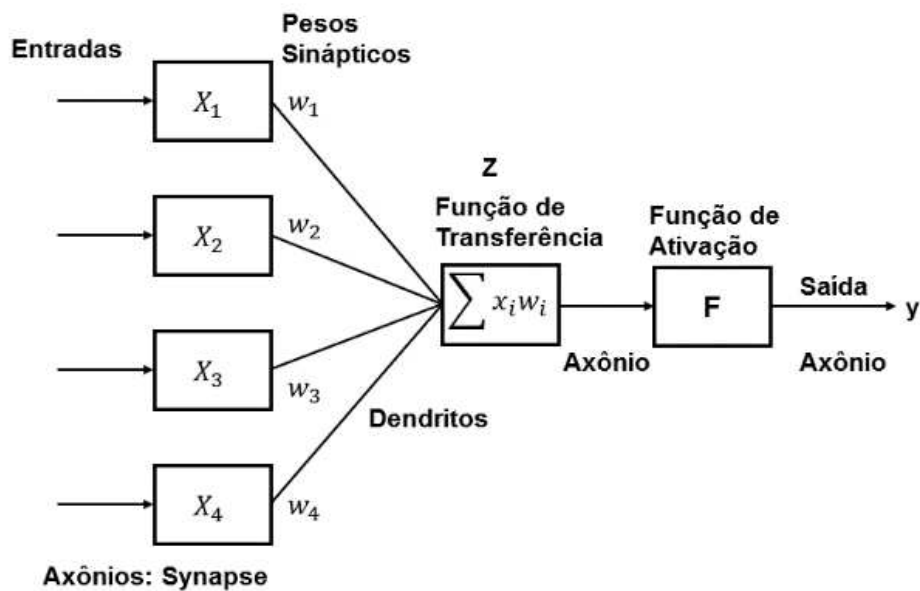 Entradas
Pesos
Sinápticos
X₁
w₁
X₂
w₂
X₃
w₃
X₄
w₄
Dendritos
Axônios: Synapse
Z
Função de
Transferência
∑ xᵢwᵢ
Axônio
Função de
Ativação
F
Saída
y
Axônio